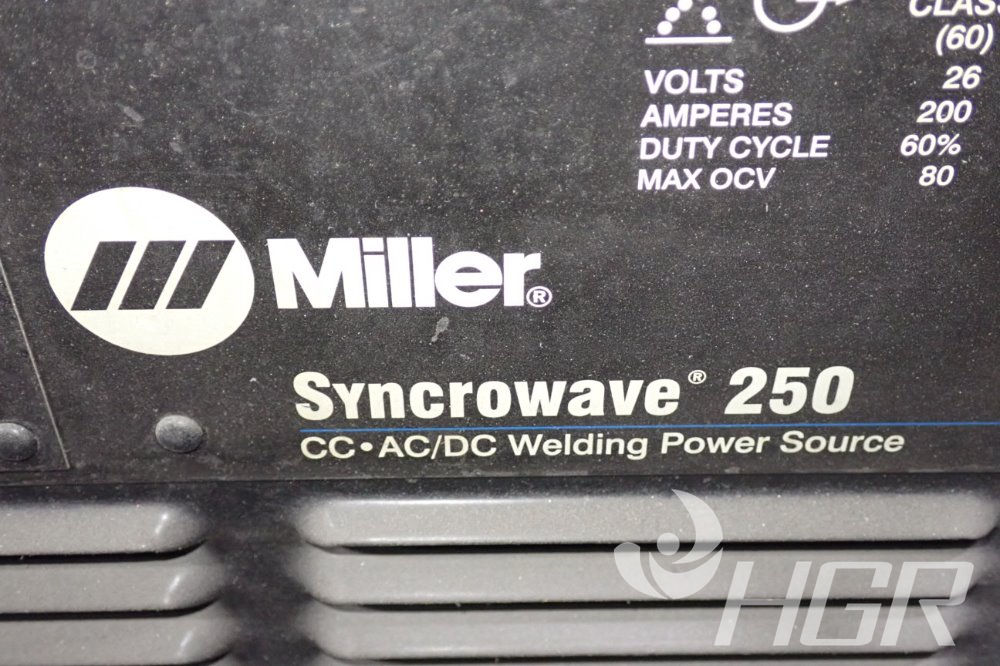 CLASS
(60)
VOLTS 26
AMPERES 200
DUTY CYCLE 60%
MAX OCV 80
Miller®
Syncrowave® 250
CC•AC/DC Welding Power Source
HGR